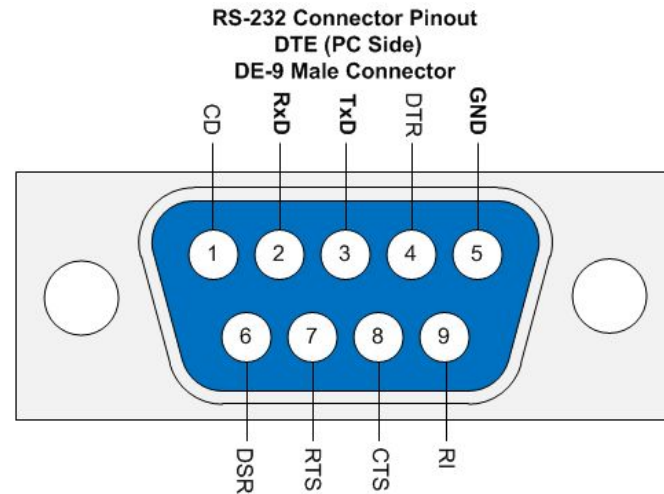 RS-232 Connector Pinout
DTE (PC Side)
DE-9 Male Connector
CD RxD TxD DTR GND
1 2 3 4 5
6 7 8 9
DSR RTS CTS RI